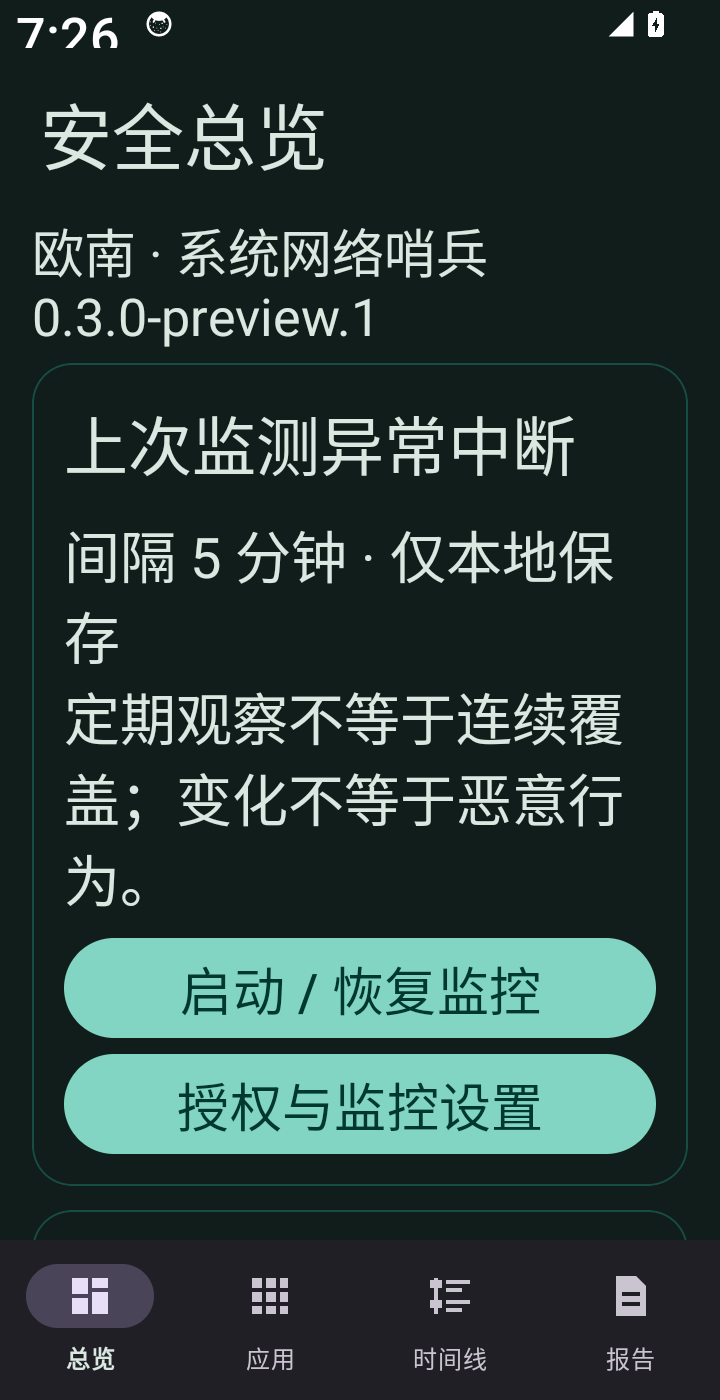 7:26
安全总览
欧南 · 系统网络哨兵
0.3.0-preview.1
上次监测异常中断
间隔 5 分钟 · 仅本地保
存
定期观察不等于连续覆
盖；变化不等于恶意行
为。
启动 / 恢复监控
授权与监控设置
总览
应用
时间线
报告